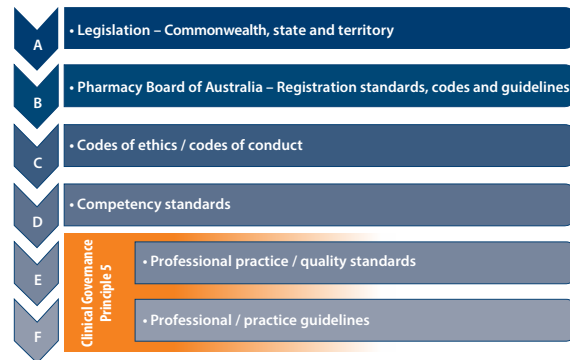 A
• Legislation – Commonwealth, state and territory
B
• Pharmacy Board of Australia – Registration standards, codes and guidelines
C
• Codes of ethics / codes of conduct
D
• Competency standards
Clinical Governance
Principle 5
E
• Professional practice / quality standards
F
• Professional / practice guidelines